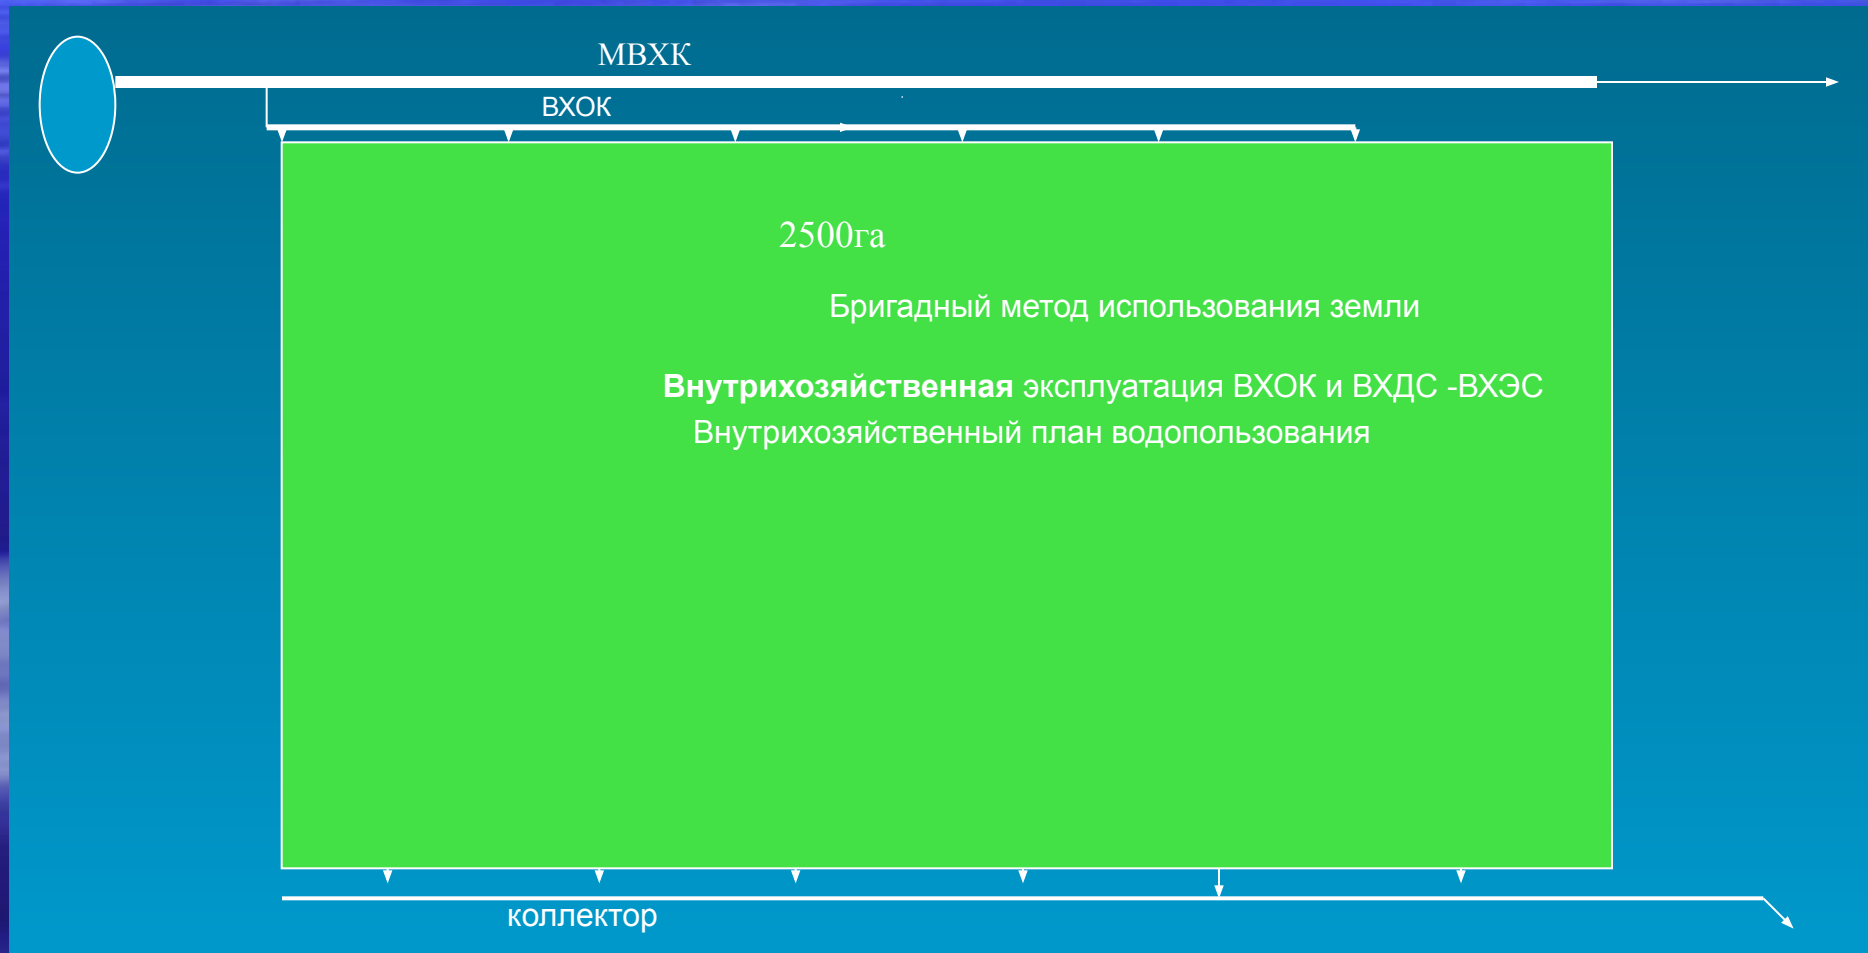 МВХК
ВХОК
2500га
Бригадный метод использования земли
Внутрихозяйственная эксплуатация ВХОК и ВХДС -ВХЭС
Внутрихозяйственный план водопользования
коллектор